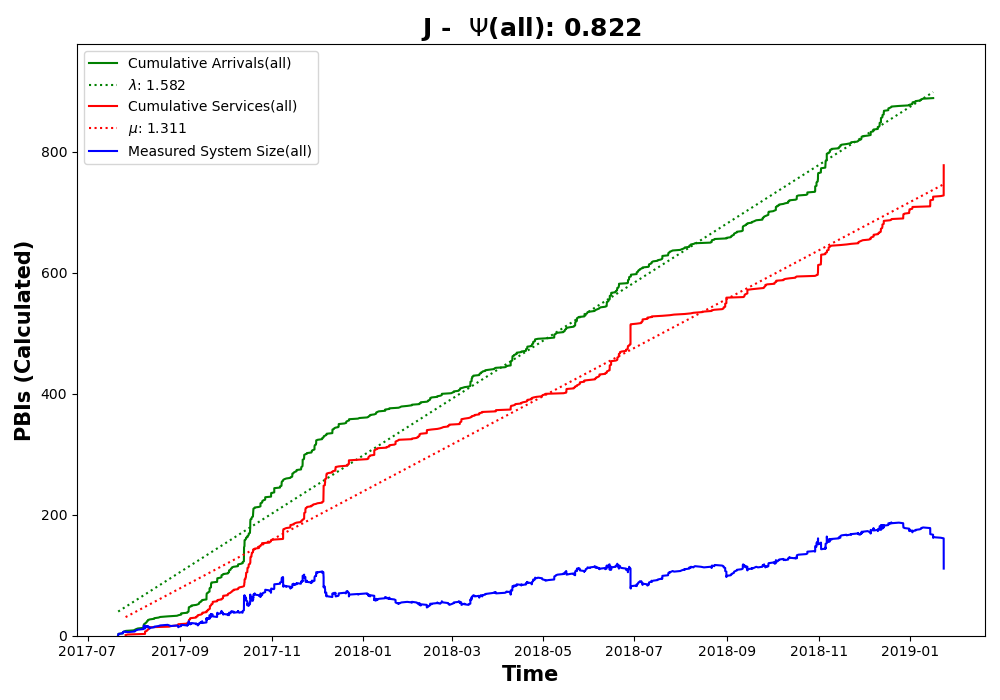 J - Ψ(all): 0.822
Cumulative Arrivals(all)
λ: 1.582
Cumulative Services(all)
μ: 1.311
Measured System Size(all)
PBIs (Calculated)
800
600
400
200
0
2017-07 2017-09 2017-11 2018-01 2018-03 2018-05 2018-07 2018-09 2018-11 2019-01
Time